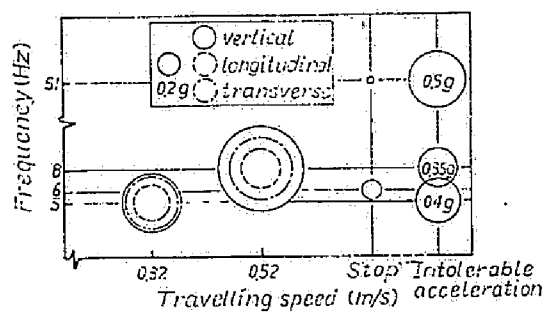 Frequency (Hz)
51
8
6
5
vertical
longitudinal
transverse
0,2g
0,5g
0,35g
0,4g
0,32
0,52
Stop
Intolerable acceleration
Travelling speed (m/s)